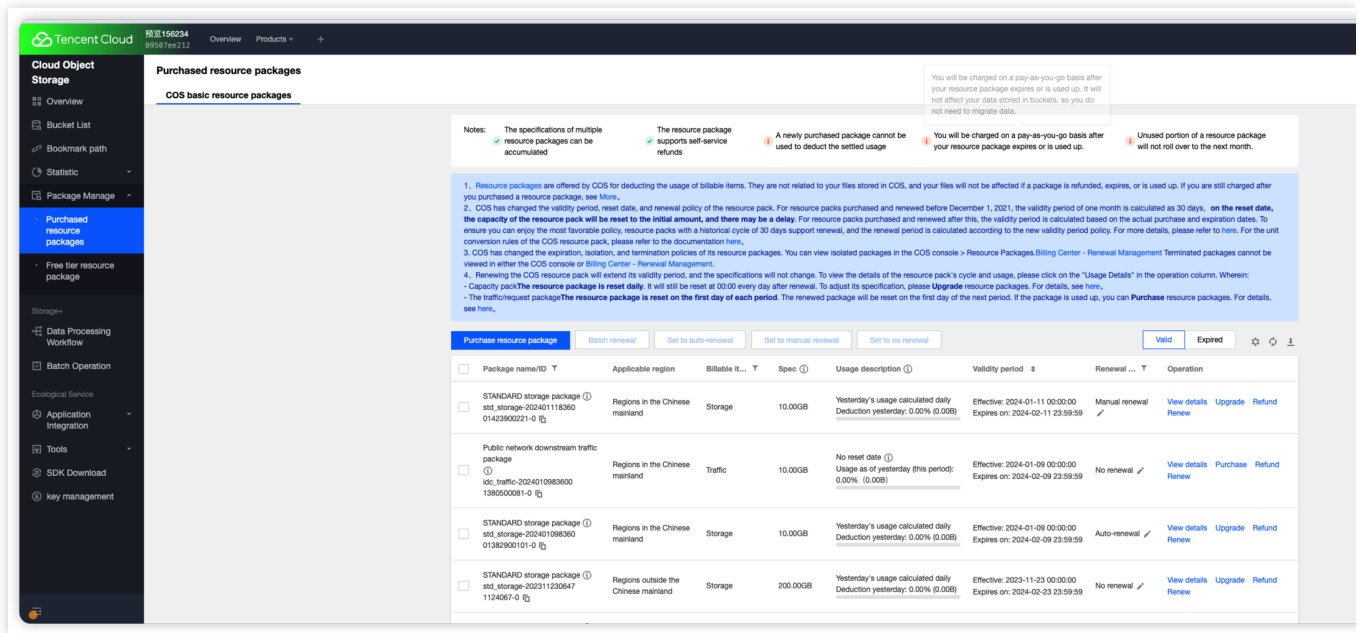 Tencent Cloud
预览156234
09507ee212
Overview
Products
+
Cloud Object
Storage
Overview
Bucket List
Bookmark path
Statistic
Package Manage
Purchased
resource
packages
Free tier resource
package
Storage+
Data Processing
Workflow
Batch Operation
Ecological Service
Application
Integration
Tools
SDK Download
key management
Purchased resource packages
COS basic resource packages
You will be charged on a pay-as-you-go basis after
your resource package expires or is used up. It will
not affect your data stored in buckets, so you do
not need to migrate data.
Notes:
The specifications of multiple
resource packages can be
accumulated
The resource package
supports self-service
refunds
A newly purchased package cannot be
used to deduct the settled usage
You will be charged on a pay-as-you-go basis after
your resource package expires or is used up.
Unused portion of a resource package
will not roll over to the next month.
1、Resource packages are offered by COS for deducting the usage of billable items. They are not related to your files stored in COS, and your files will not be affected if a package is refunded, expires, or is used up. If you are still charged after
you purchased a resource package, see More。
2、COS has changed the validity period, reset date, and renewal policy of the resource pack. For resource packs purchased and renewed before December 1, 2021, the validity period of one month is calculated as 30 days，on the reset date,
the capacity of the resource pack will be reset to the initial amount, and there may be a delay. For resource packs purchased and renewed after this, the validity period is calculated based on the actual purchase and expiration dates. To
ensure you can enjoy the most favorable policy, resource packs with a historical cycle of 30 days support renewal, and the renewal period is calculated according to the new validity period policy. For more details, please refer to here. For the unit
conversion rules of the COS resource pack, please refer to the documentation here。
3. COS has changed the expiration, isolation, and termination policies of its resource packages. You can view isolated packages in the COS console > Resource Packages.Billing Center - Renewal Management Terminated packages cannot be
viewed in either the COS console or Billing Center - Renewal Management.
4、Renewing the COS resource pack will extend its validity period, and the specifications will not change. To view the details of the resource pack's cycle and usage, please click on the "Usage Details" in the operation column. Wherein:
- Capacity packThe resource package is reset daily. It will still be reset at 00:00 every day after renewal. To adjust its specification, please Upgrade resource packages. For details, see here。
- The traffic/request packageThe resource package is reset on the first day of each period. The renewed package will be reset on the first day of the next period. If the package is used up, you can Purchase resource packages. For details,
see here。
Purchase resource package
Batch renewal
Set to auto-renewal
Set to manual renewal
Set to no renewal
Valid
Expired
Package name/ID
Applicable region
Billable it...
Spec
Usage description
Validity period
Renewal ...
Operation
STANDARD storage package
std_storage-202401118360
01423900221-0
Regions in the Chinese
mainland
Storage
10.00GB
Yesterday's usage calculated daily
Deduction yesterday: 0.00% (0.00B)
Effective: 2024-01-11 00:00:00
Expires on: 2024-02-11 23:59:59
Manual renewal
View details Upgrade Refund
Renew
Public network downstream traffic
package
idc_traffic-2024010983600
1380500081-0
Regions in the Chinese
mainland
Traffic
10.00GB
No reset date
Usage as of yesterday (this period):
0.00%（0.00B）
Effective: 2024-01-09 00:00:00
Expires on: 2024-02-09 23:59:59
No renewal
View details Purchase Refund
Renew
STANDARD storage package
std_storage-202401098360
01382900101-0
Regions in the Chinese
mainland
Storage
10.00GB
Yesterday's usage calculated daily
Deduction yesterday: 0.00% (0.00B)
Effective: 2024-01-09 00:00:00
Expires on: 2024-02-09 23:59:59
Auto-renewal
View details Upgrade Refund
Renew
STANDARD storage package
std_storage-202311230647
1124067-0
Regions outside the
Chinese mainland
Storage
200.00GB
Yesterday's usage calculated daily
Deduction yesterday: 0.00% (0.00B)
Effective: 2023-11-23 00:00:00
Expires on: 2024-02-23 23:59:59
No renewal
View details Upgrade Refund
Renew